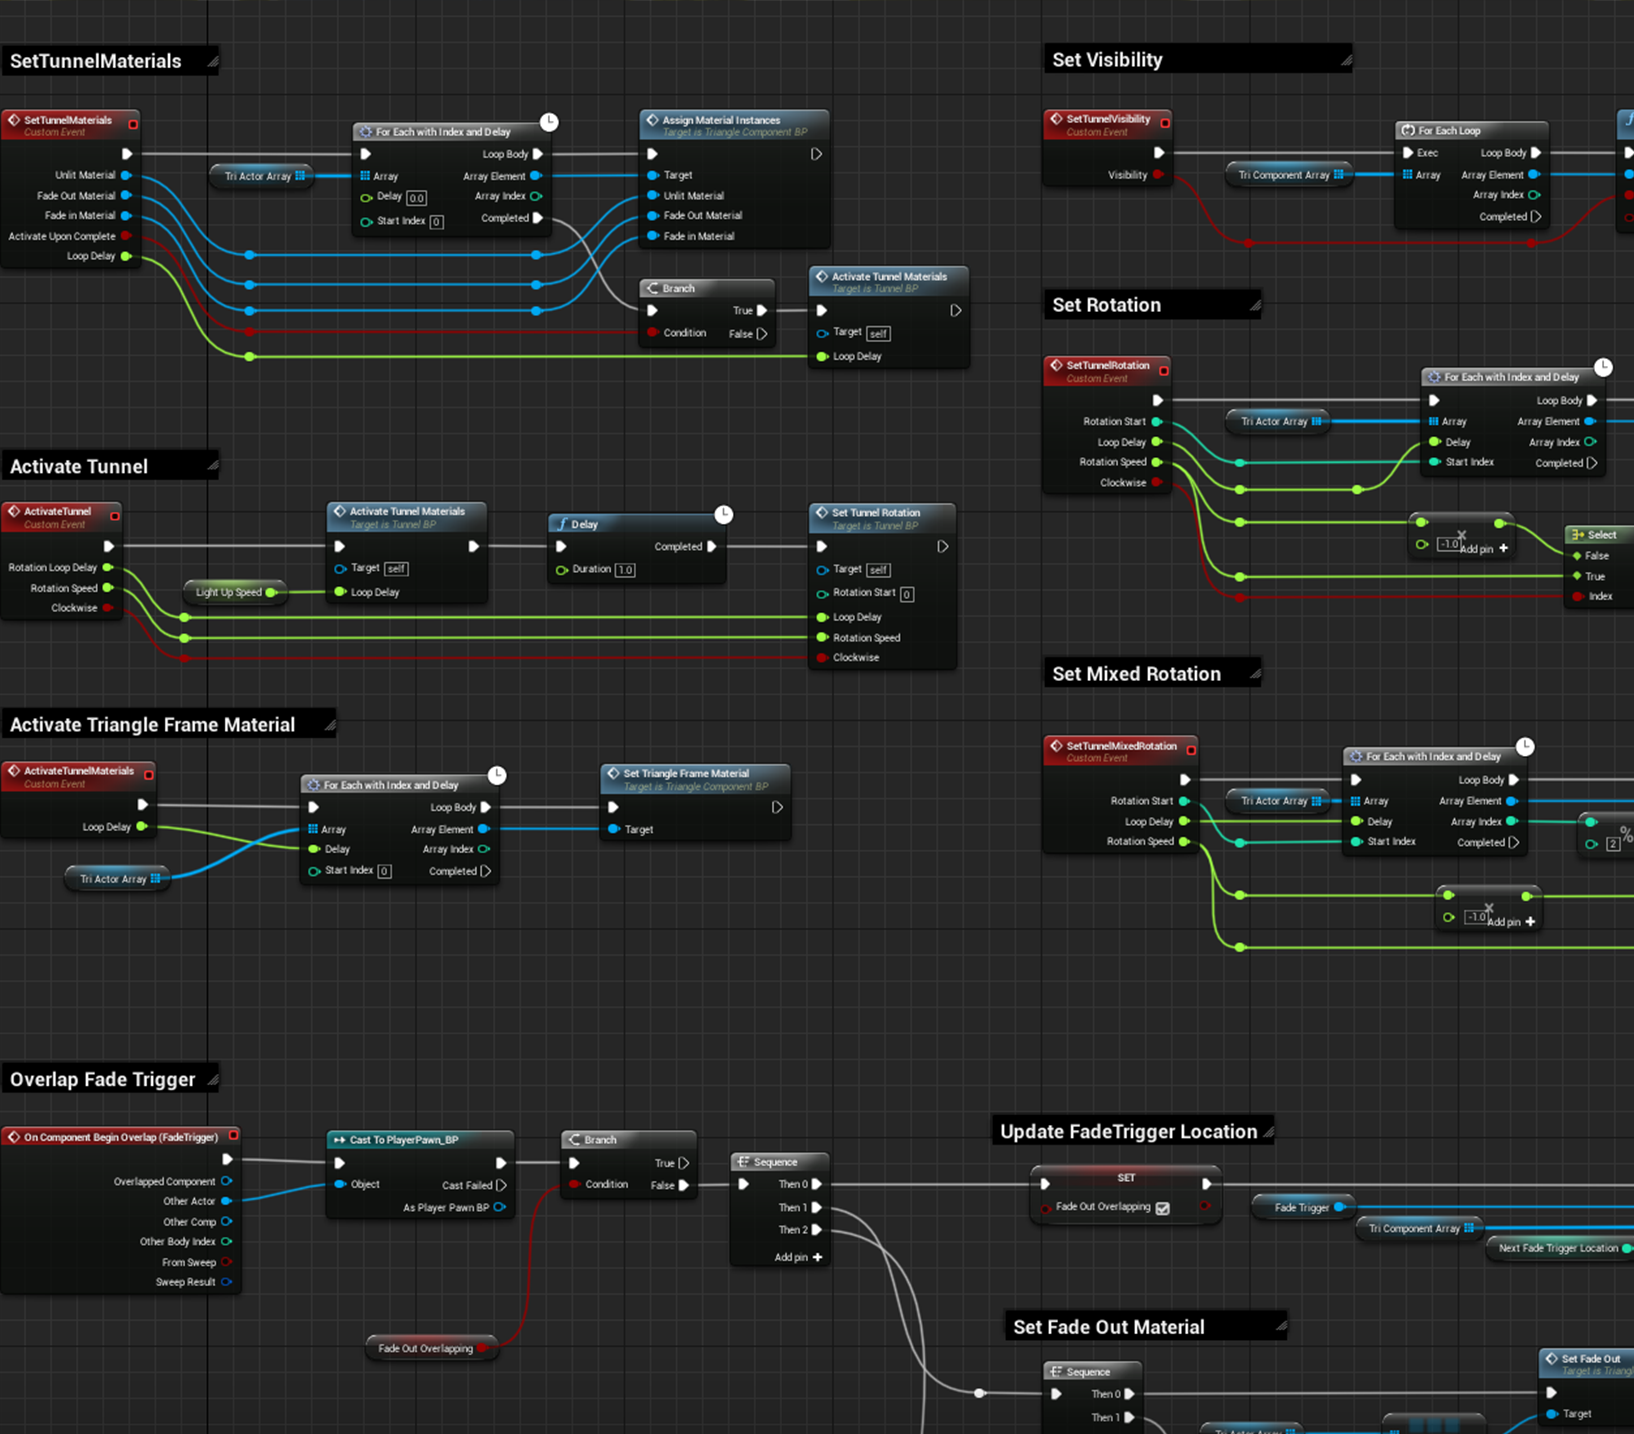 SetTunnelMaterials
SetTunnelMaterials
Custom Event
Unlit Material
Fade Out Material
Fade in Material
Activate Upon Complete
Loop Delay
Tri Actor Array
For Each with Index and Delay
Loop Body
Array
Array Element
Delay 0.0
Array Index
Start Index 0
Completed
Assign Material Instances
Target is Triangle Component BP
Target
Unlit Material
Fade Out Material
Fade in Material
Branch
True
Condition
False
Activate Tunnel Materials
Target is Tunnel BP
Target self
Loop Delay
Set Visibility
SetTunnelVisibility
Custom Event
Visibility
Tri Component Array
For Each Loop
Exec
Loop Body
Array
Array Element
Array Index
Completed
Set Rotation
SetTunnelRotation
Custom Event
Rotation Start
Loop Delay
Rotation Speed
Clockwise
Tri Actor Array
For Each with Index and Delay
Loop Body
Array
Array Element
Delay
Array Index
Start Index
Completed
-1.0
Add pin +
Select
False
True
Index
Activate Tunnel
ActivateTunnel
Custom Event
Rotation Loop Delay
Rotation Speed
Clockwise
Light Up Speed
Activate Tunnel Materials
Target is Tunnel BP
Target self
Loop Delay
Delay
Completed
Duration 1.0
Set Tunnel Rotation
Target is Tunnel BP
Target self
Rotation Start 0
Loop Delay
Rotation Speed
Clockwise
Set Mixed Rotation
SetTunnelMixedRotation
Custom Event
Rotation Start
Loop Delay
Rotation Speed
Tri Actor Array
For Each with Index and Delay
Loop Body
Array
Array Element
Delay
Array Index
Start Index
Completed
%
2
-1.0
Add pin +
Activate Triangle Frame Material
ActivateTunnelMaterials
Custom Event
Loop Delay
Tri Actor Array
For Each with Index and Delay
Loop Body
Array
Array Element
Delay
Array Index
Start Index 0
Completed
Set Triangle Frame Material
Target is Triangle Component BP
Target
Overlap Fade Trigger
On Component Begin Overlap (FadeTrigger)
Overlapped Component
Other Actor
Other Comp
Other Body Index
From Sweep
Sweep Result
Cast To PlayerPawn_BP
Object
Cast Failed
As Player Pawn BP
Fade Out Overlapping
Branch
True
Condition
False
Sequence
Then 0
Then 1
Then 2
Add pin +
Update FadeTrigger Location
SET
Fade Out Overlapping
Fade Trigger
Tri Component Array
Next Fade Trigger Location
Set Fade Out Material
Sequence
Then 0
Then 1
Set Fade Out
Target is
Target